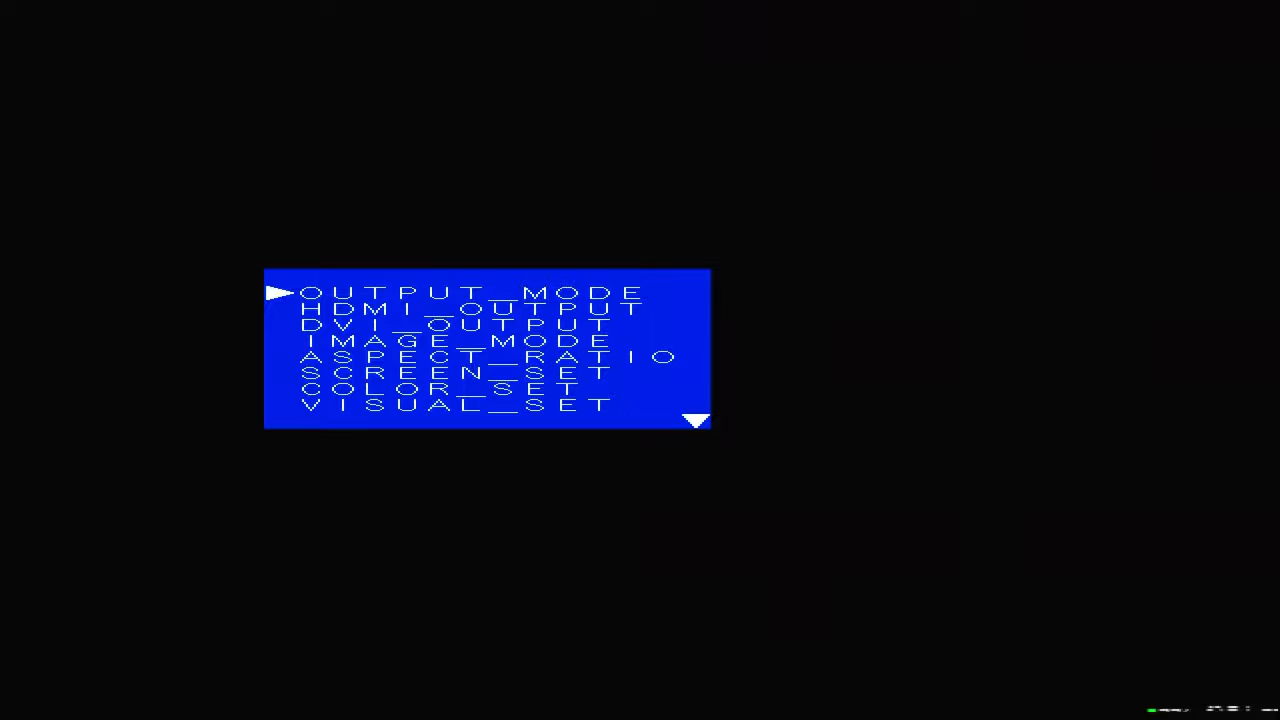 OUTPUT_MODE
HDMI_OUTPUT
DVI_OUTPUT
IMAGE_MODE
ASPECT_RATIO
SCREEN_SET
COLOR_SET
VISUAL_SET